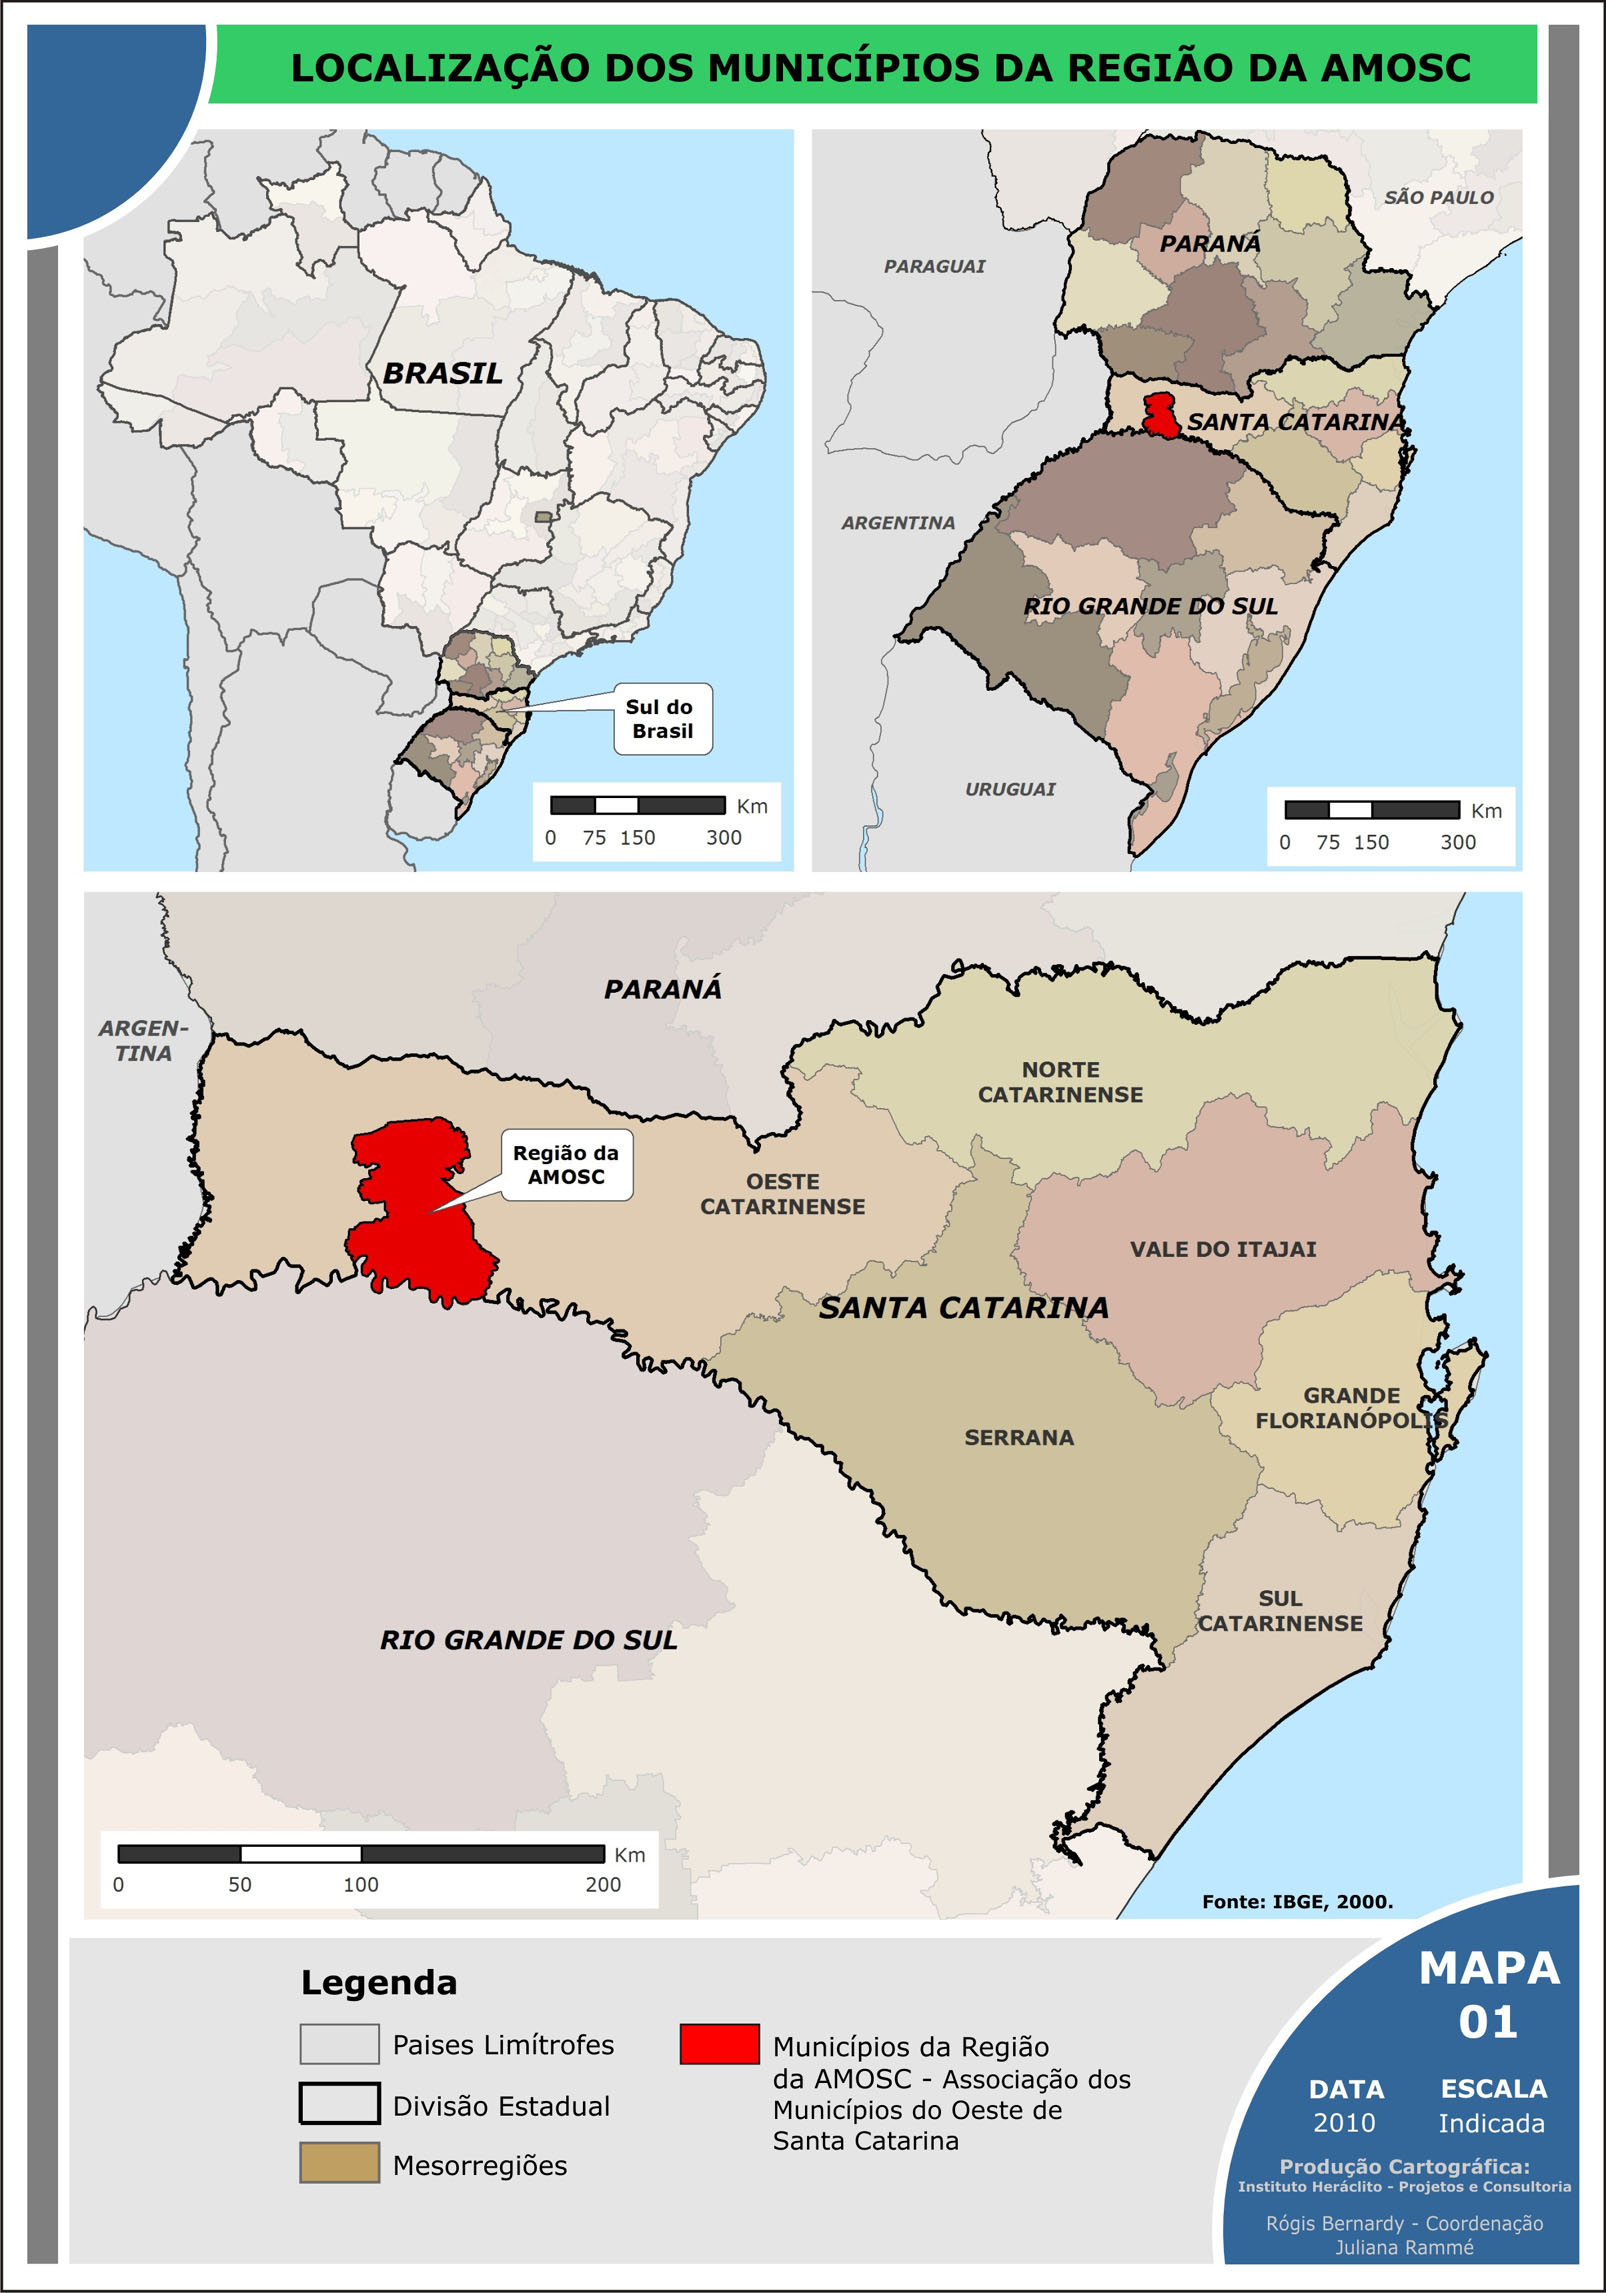 LOCALIZAÇÃO DOS MUNICÍPIOS DA REGIÃO DA AMOSC
BRASIL
Sul do
Brasil
Km
0 75 150 300
SÃO PAULO
PARANÁ
PARAGUAI
SANTA CATARINA
ARGENTINA
RIO GRANDE DO SUL
URUGUAI
Km
0 75 150 300
PARANÁ
ARGEN-
TINA
NORTE
CATARINENSE
Região da
AMOSC
OESTE
CATARINENSE
VALE DO ITAJAI
SANTA CATARINA
GRANDE
FLORIANÓPOLIS
SERRANA
SUL
CATARINENSE
RIO GRANDE DO SUL
Km
0 50 100 200
Fonte: IBGE, 2000.
Legenda
Paises Limítrofes
Divisão Estadual
Mesorregiões
Municípios da Região
da AMOSC - Associação dos
Municípios do Oeste de
Santa Catarina
MAPA
01
DATA ESCALA
2010 Indicada
Produção Cartográfica:
Instituto Heráclito - Projetos e Consultoria
Rógis Bernardy - Coordenação
Juliana Rammé